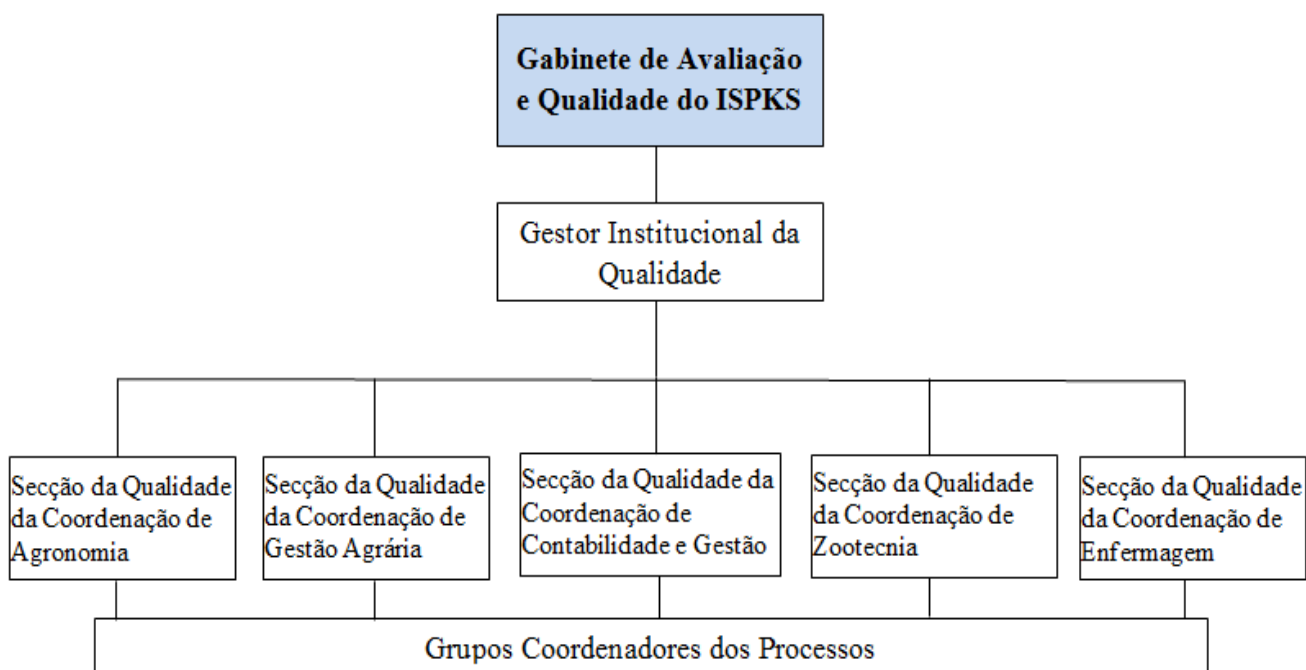 Gabinete de Avaliação
e Qualidade do ISPKS
Gestor Institucional da
Qualidade
Secção da Qualidade
da Coordenação de
Agronomia
Secção da Qualidade
da Coordenação de
Gestão Agrária
Secção da Qualidade da
Coordenação de
Contabilidade e Gestão
Secção da Qualidade
da Coordenação de
Zootecnia
Secção da Qualidade
da Coordenação de
Enfermagem
Grupos Coordenadores dos Processos